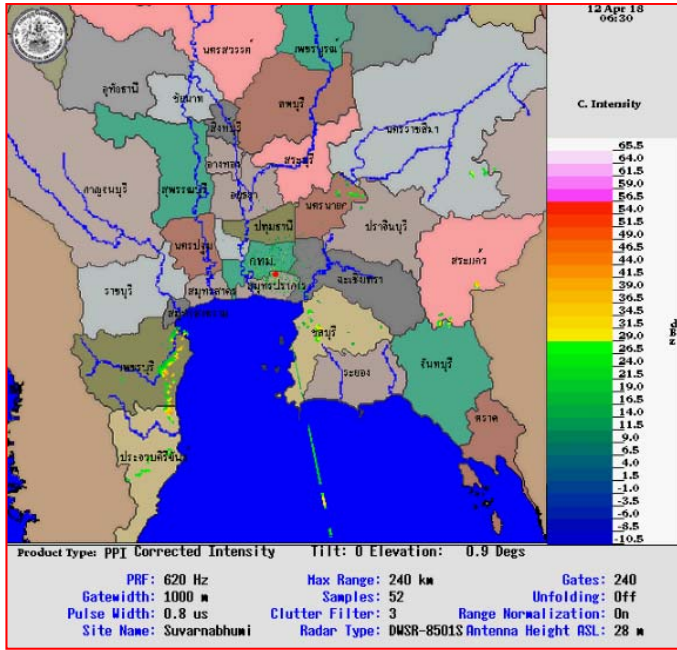 12 Apr 18
06:30
C. Intensity
นครสวรรค์
เพชรบูรณ์
อุทัยธานี
ชัยนาท
ลพบุรี
สิงหบุรี
นครราชสีมา
สระบุรี
อ่างทอง
กาญจนบุรี
สุพรรณบุรี
อยุธยา
นครนายก
ปราจีนบุรี
ปทุมธานี
นครปฐม
กทม.
สระแก้ว
ฉะเชิงเทรา
ราชบุรี
สมุทรสาคร
สมุทรปราการ
ชลบุรี
เพชรบุรี
ระยอง
จันทบุรี
ตราด
ประจวบคีรีขันธ์
65.5
64.0
61.5
59.0
56.5
54.0
51.5
49.0
46.5
44.0
41.5
39.0
36.5
34.0
31.5
29.0
26.5
24.0
21.5
19.0
16.5
14.0
11.5
9.0
6.5
4.0
1.5
-1.0
-3.5
-6.0
-8.5
-10.5
Product Type: PPI Corrected Intensity Tilt: 0 Elevation: 0.9 Degs
PRF: 620 Hz Max Range: 240 km Gates: 240
Gatewidth: 1000 m Samples: 52 Unfolding: Off
Pulse Width: 0.8 us Clutter Filter: 3 Range Normalization: On
Site Name: Suvarnabhumi Radar Type: DWSR-8501S Antenna Height ASL: 28 m